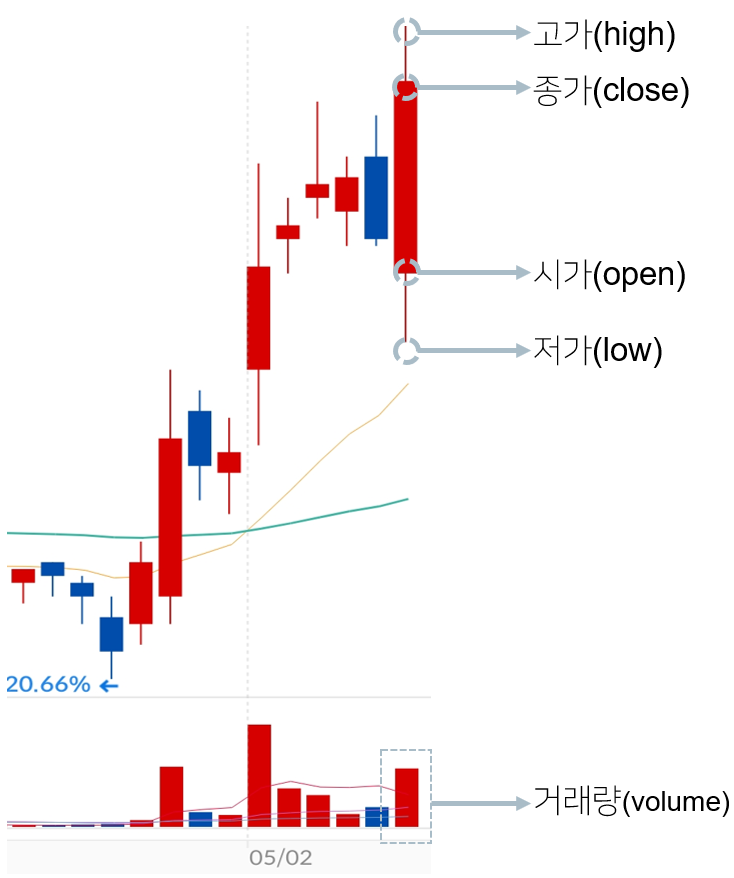 고가(high)
종가(close)
시가(open)
저가(low)
20.66% ←
거래량(volume)
05/02